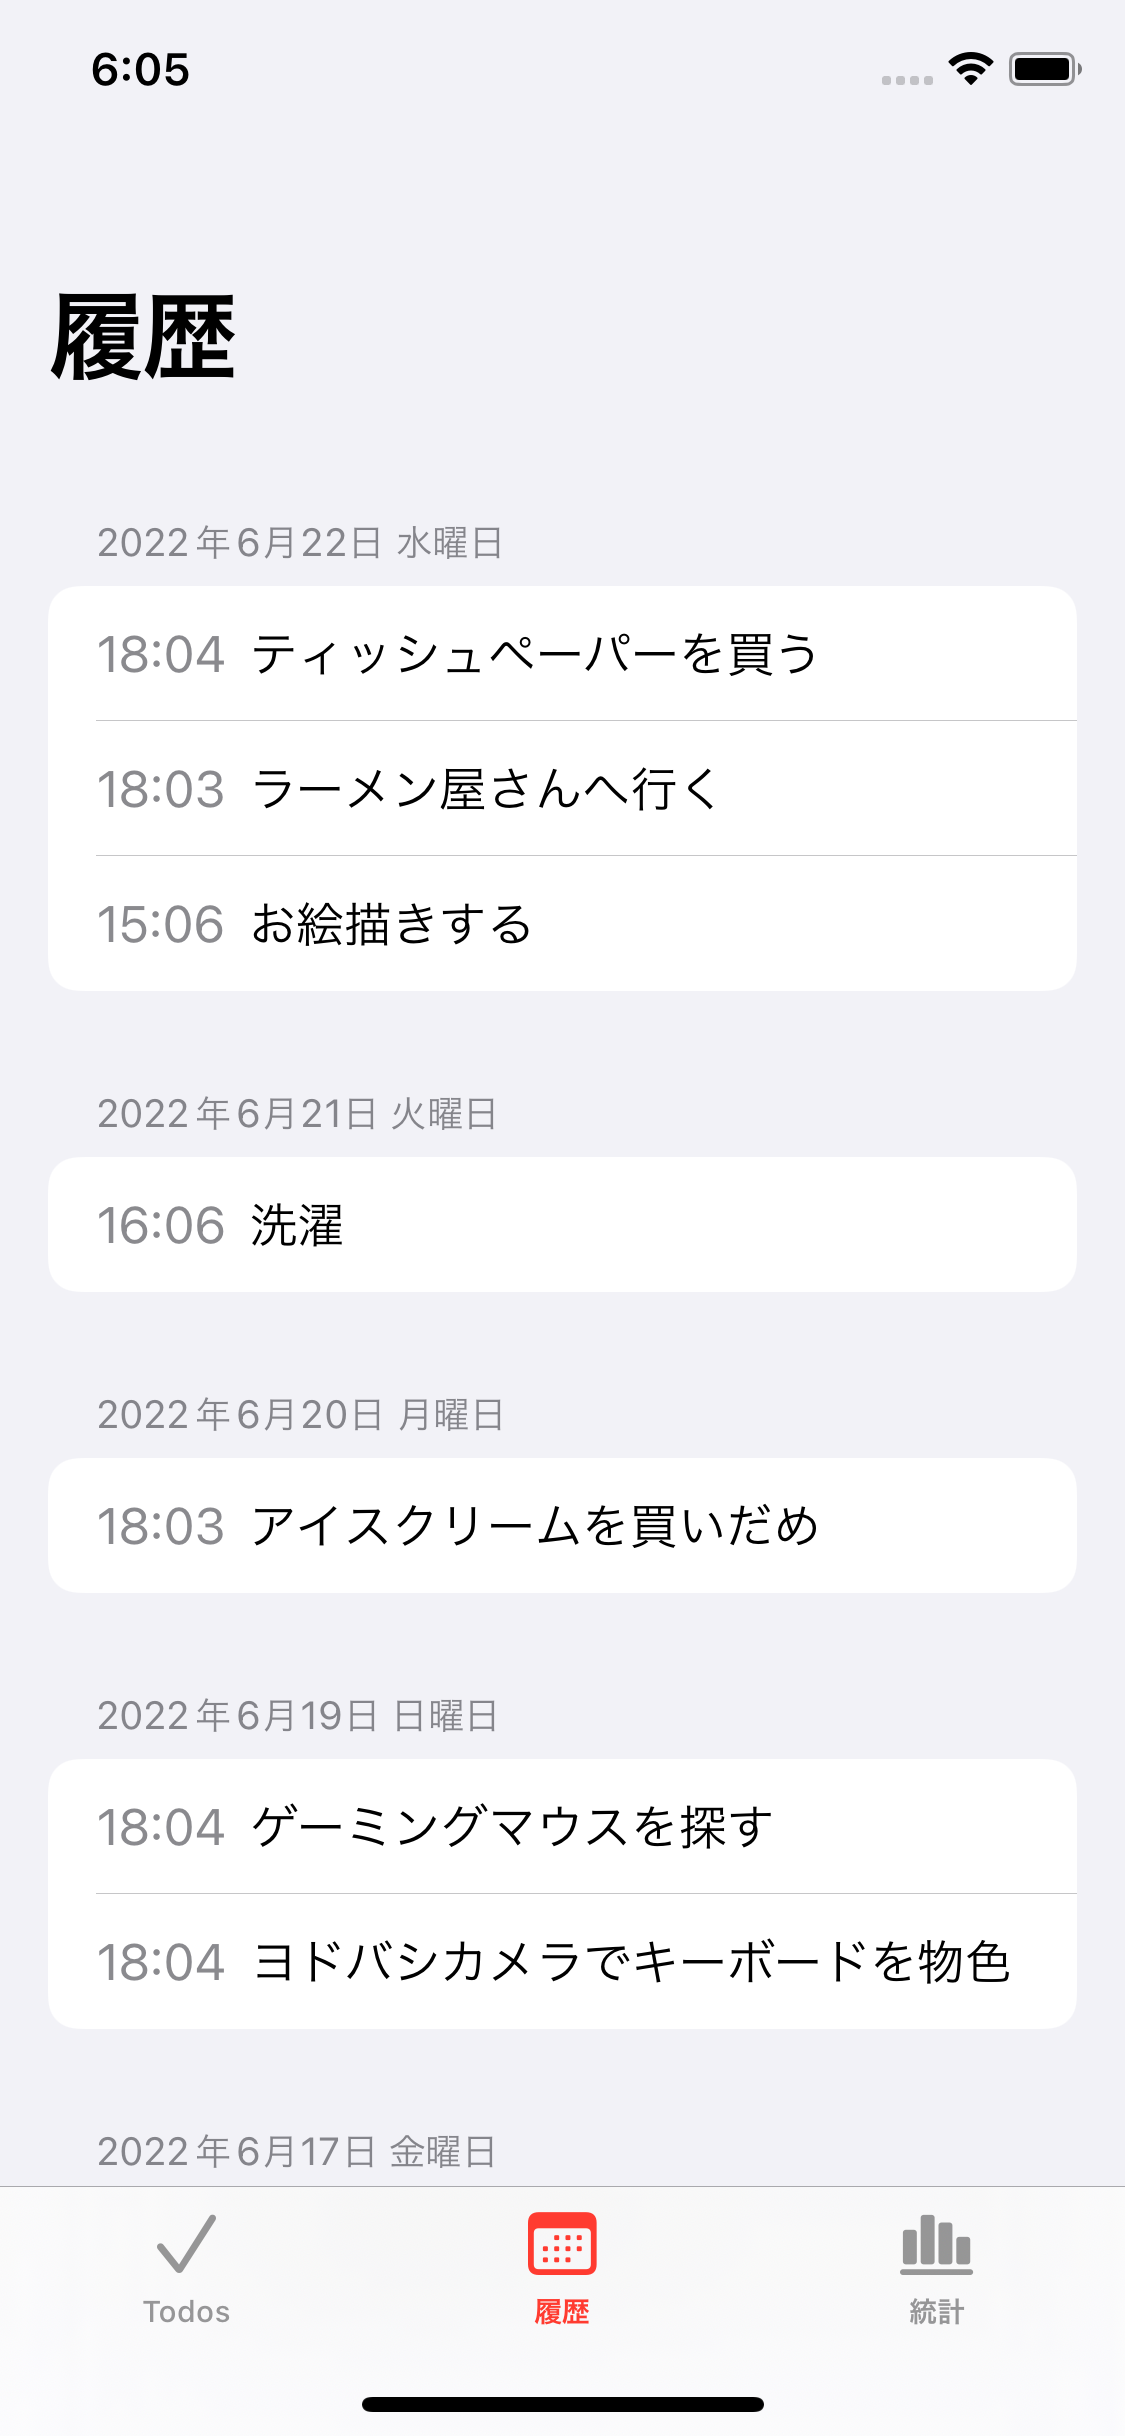 6:05
履歴
2022年6月22日 水曜日
18:04 ティッシュペーパーを買う
18:03 ラーメン屋さんへ行く
15:06 お絵描きする
2022年6月21日 火曜日
16:06 洗濯
2022年6月20日 月曜日
18:03 アイスクリームを買いだめ
2022年6月19日 日曜日
18:04 ゲーミングマウスを探す
18:04 ヨドバシカメラでキーボードを物色
2022年6月17日 金曜日
Todos 履歴 統計